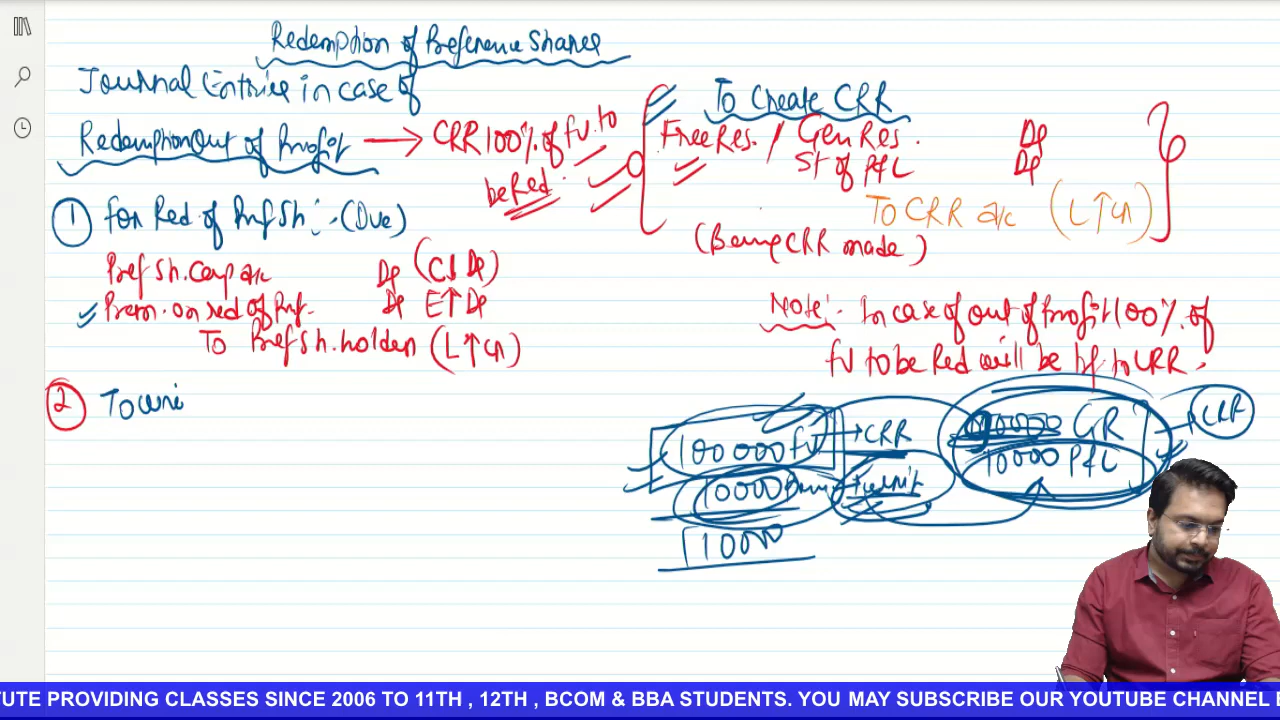 Redemption of Preference Shares
Journal Entries in case of
Redemption Out of Profit → CRR 100% of FV. to
be Red.
① For Red of Pref Sh :- (Due)
Pref Sh. Cap a/c Dr (C↓ Dr)
Prem. on red of Pref. Dr E↑ Dr
To Pref Sh. holders (L↑ Cr)
② To wri
To Create CRR
Free Res. / Gen Res. Dr
St of P&L Dr
To CRR a/c (L↑ Cr)
(Being CRR made)
Note:- In case of out of Profit 100% of
FV to be Red will be tf to CRR.
100000 FV → CRR
10000
10000 P&L
GR
CRR
TUTE PROVIDING CLASSES SINCE 2006 TO 11TH , 12TH , BCOM & BBA STUDENTS. YOU MAY SUBSCRIBE OUR YOUTUBE CHANNEL